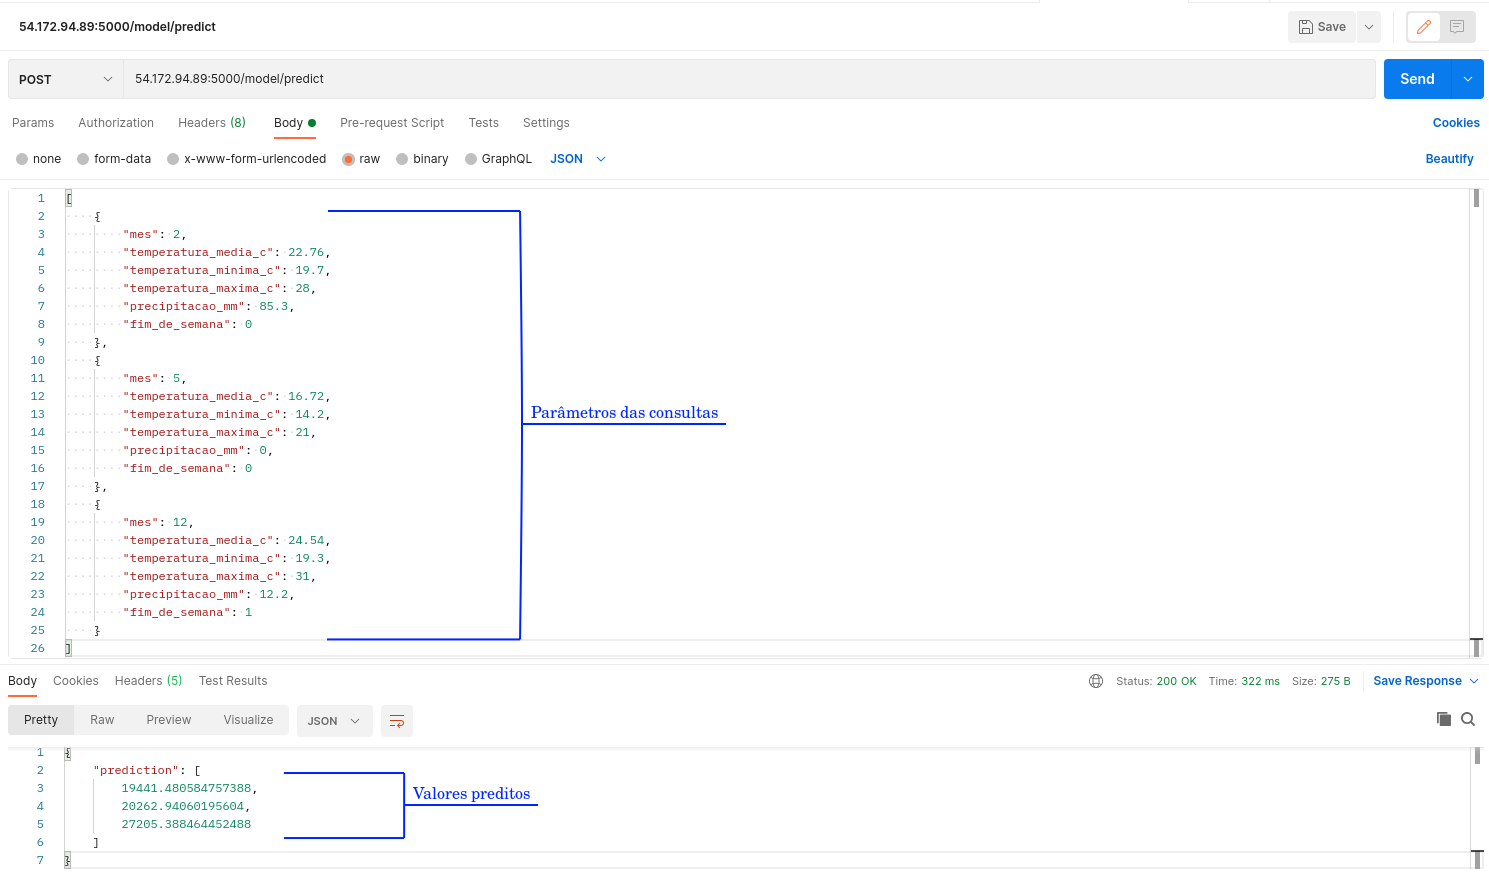 54.172.94.89:5000/model/predict
Save
POST
54.172.94.89:5000/model/predict
Send
Params Authorization Headers (8) Body Pre-request Script Tests Settings
Cookies
none form-data x-www-form-urlencoded raw binary GraphQL JSON
Beautify
1 [
2 {
3 "mes": 2,
4 "temperatura_media_c": 22.76,
5 "temperatura_minima_c": 19.7,
6 "temperatura_maxima_c": 28,
7 "precipitacao_mm": 85.3,
8 "fim_de_semana": 0
9 },
10 {
11 "mes": 5,
12 "temperatura_media_c": 16.72,
13 "temperatura_minima_c": 14.2,
14 "temperatura_maxima_c": 21,
15 "precipitacao_mm": 0,
16 "fim_de_semana": 0
17 },
18 {
19 "mes": 12,
20 "temperatura_media_c": 24.54,
21 "temperatura_minima_c": 19.3,
22 "temperatura_maxima_c": 31,
23 "precipitacao_mm": 12.2,
24 "fim_de_semana": 1
25 }
26 ]
Parâmetros das consultas
Body Cookies Headers (5) Test Results
Status: 200 OK Time: 322 ms Size: 275 B Save Response
Pretty Raw Preview Visualize JSON
1 {
2 "prediction": [
3 19441.480584757388,
4 20262.94060195604,
5 27205.388464452488
6 ]
7 }
Valores preditos